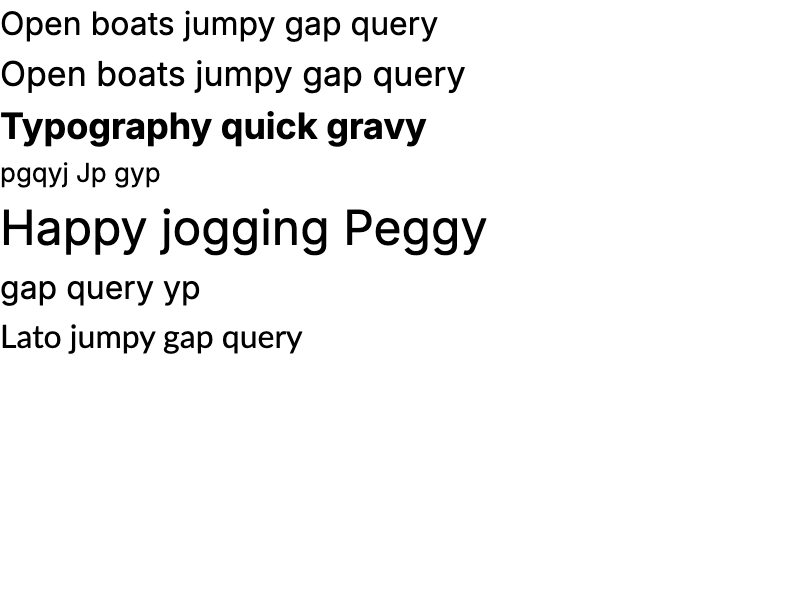 Open boats jumpy gap query
Open boats jumpy gap query
Typography quick gravy
pgqyj Jp gyp
Happy jogging Peggy
gap query yp
Lato jumpy gap query